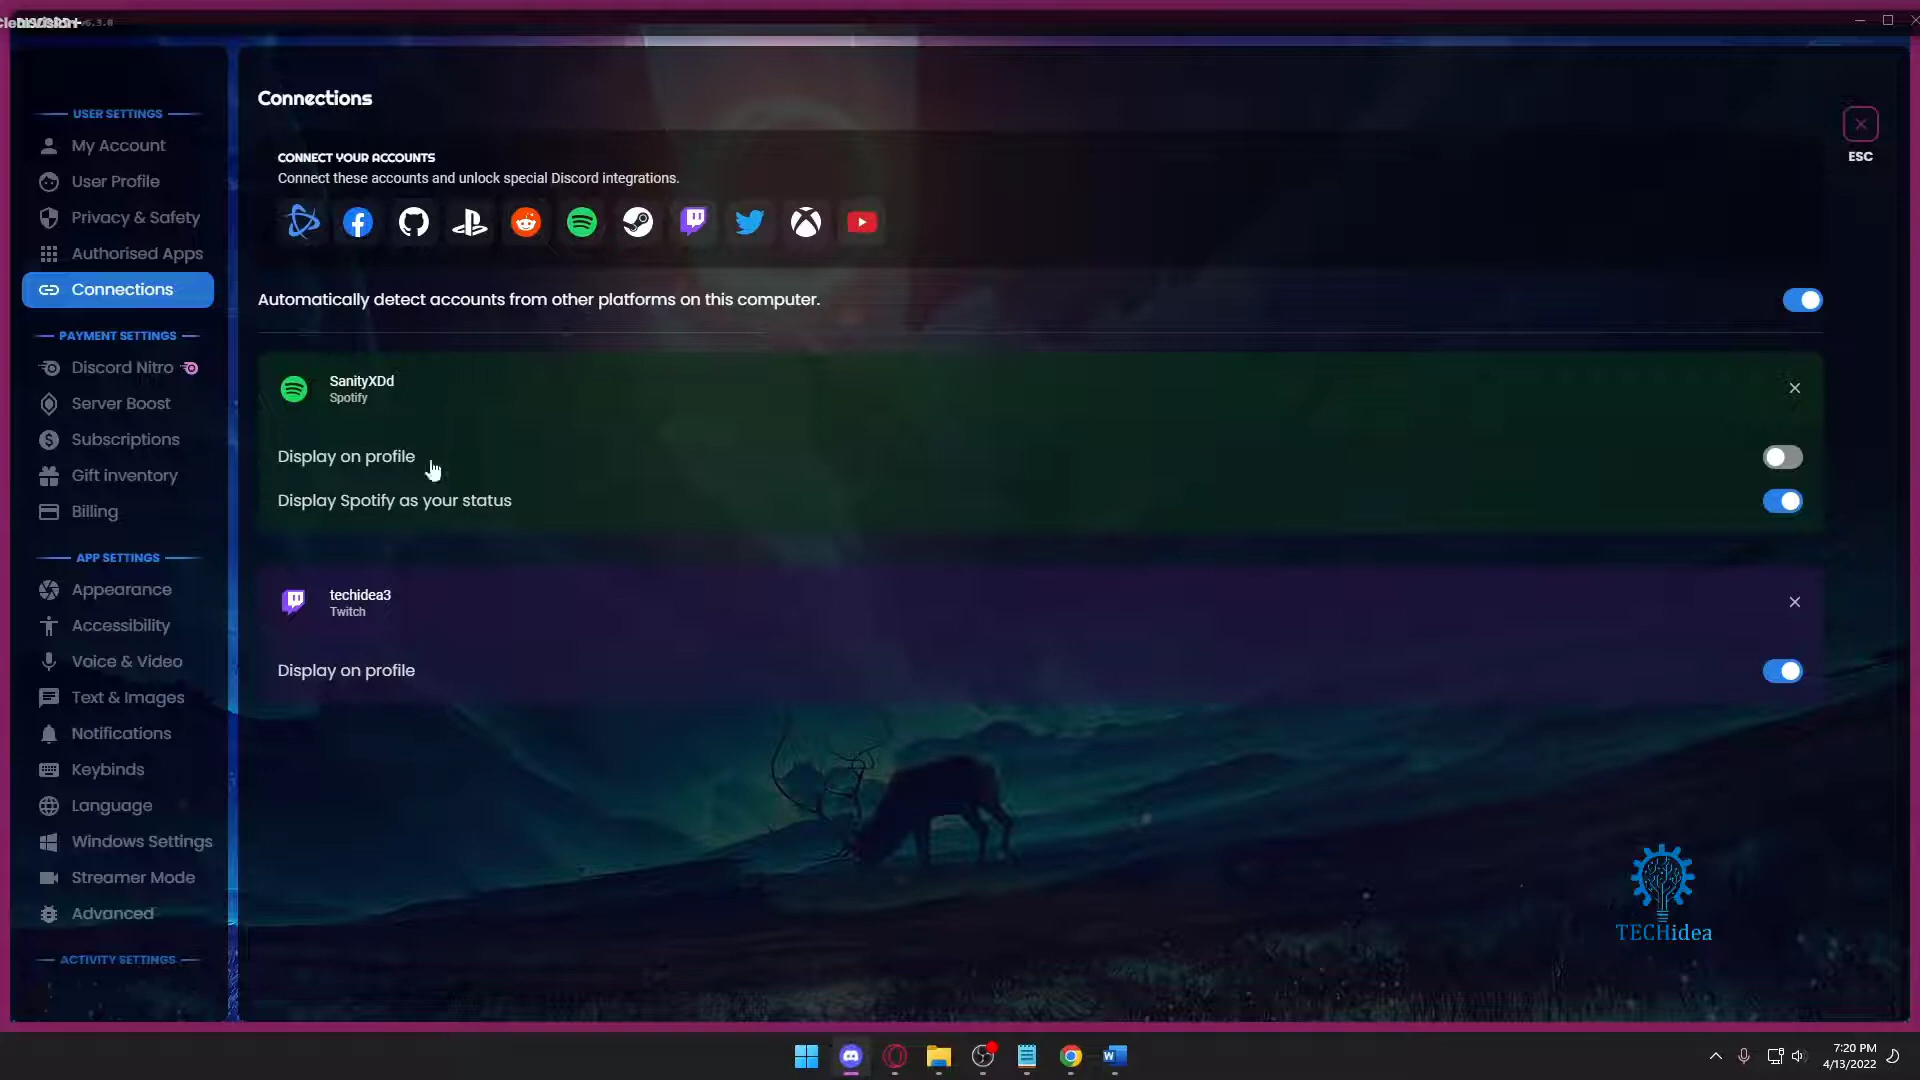 v6.3.0
USER SETTINGS
My Account
User Profile
Privacy & Safety
Authorised Apps
Connections
PAYMENT SETTINGS
Discord Nitro
Server Boost
Subscriptions
Gift inventory
Billing
APP SETTINGS
Appearance
Accessibility
Voice & Video
Text & Images
Notifications
Keybinds
Language
Windows Settings
Streamer Mode
Advanced
ACTIVITY SETTINGS
Connections
CONNECT YOUR ACCOUNTS
Connect these accounts and unlock special Discord integrations.
Automatically detect accounts from other platforms on this computer.
SanityXDd
Spotify
Display on profile
Display Spotify as your status
techidea3
Twitch
Display on profile
ESC
TECHidea
7:20 PM
4/13/2022